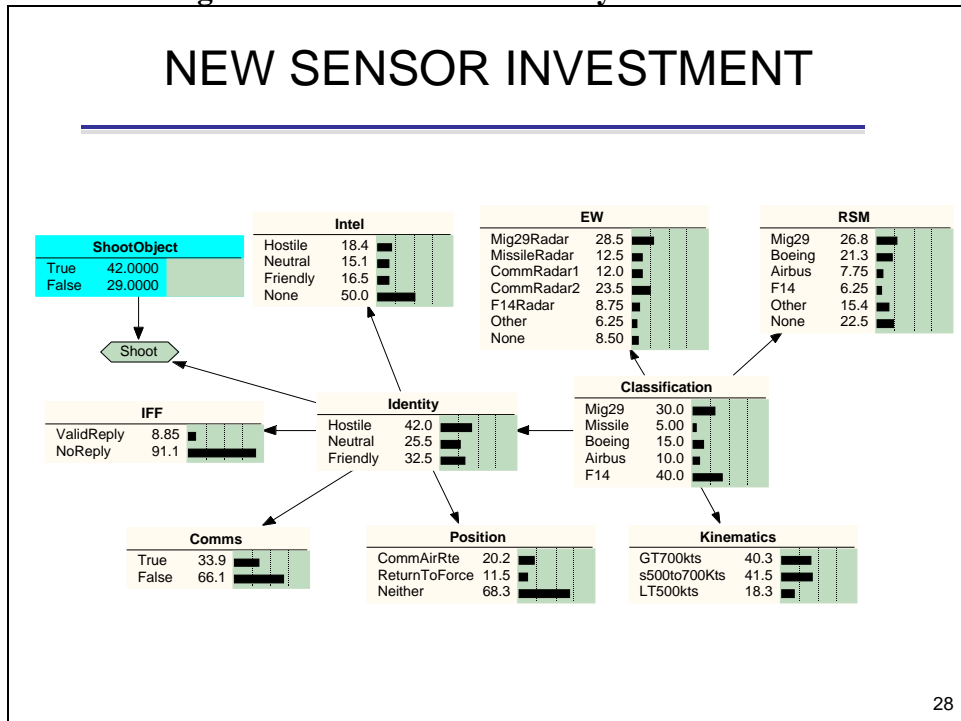 NEW SENSOR INVESTMENT
ShootObject
True 42.0000
False 29.0000
Shoot
Intel
Hostile 18.4
Neutral 15.1
Friendly 16.5
None 50.0
EW
Mig29Radar 28.5
MissileRadar 12.5
CommRadar1 12.0
CommRadar2 23.5
F14Radar 8.75
Other 6.25
None 8.50
RSM
Mig29 26.8
Boeing 21.3
Airbus 7.75
F14 6.25
Other 15.4
None 22.5
IFF
ValidReply 8.85
NoReply 91.1
Identity
Hostile 42.0
Neutral 25.5
Friendly 32.5
Classification
Mig29 30.0
Missile 5.00
Boeing 15.0
Airbus 10.0
F14 40.0
Comms
True 33.9
False 66.1
Position
CommAirRte 20.2
ReturnToForce 11.5
Neither 68.3
Kinematics
GT700kts 40.3
s500to700Kts 41.5
LT500kts 18.3
28